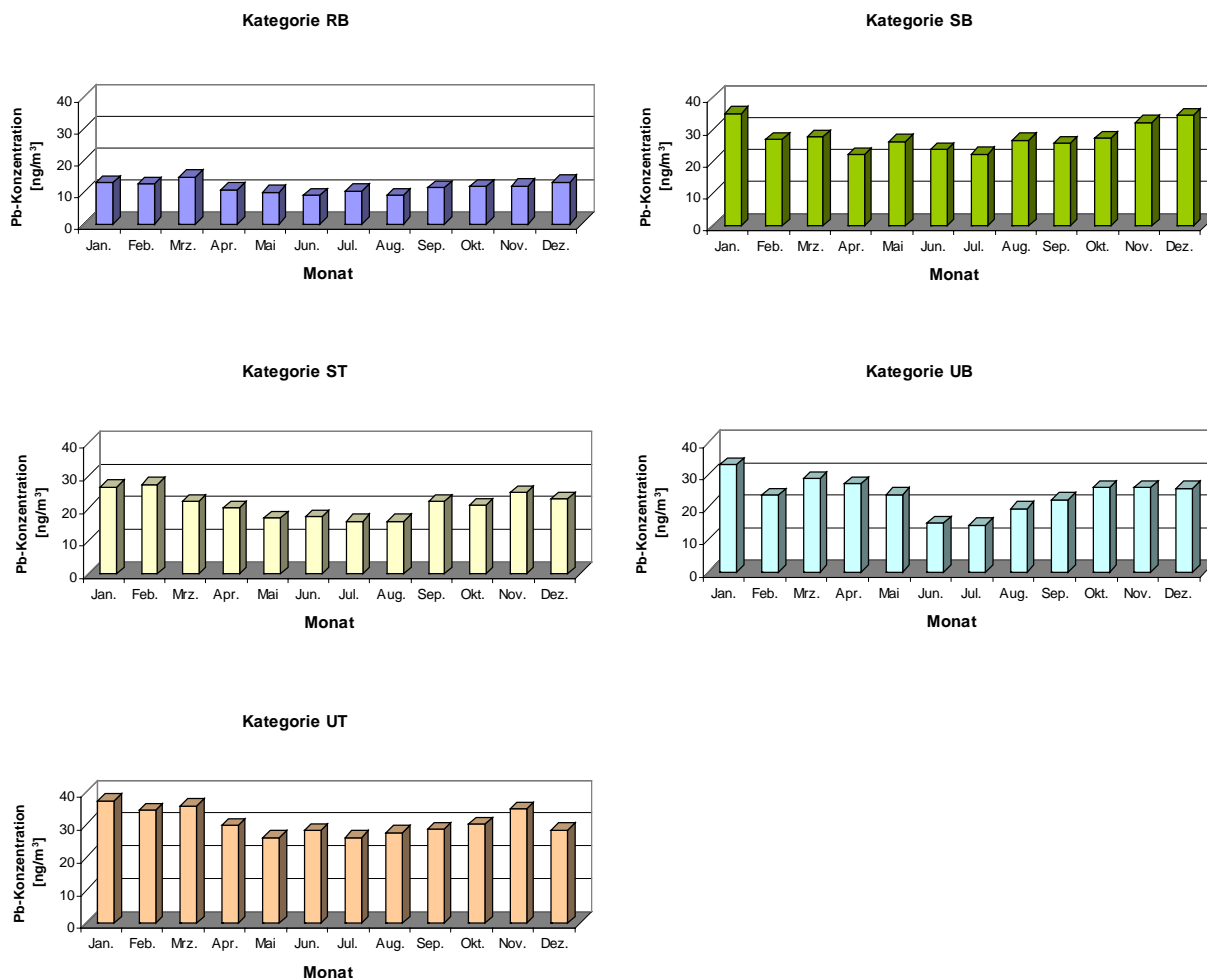 Kategorie RB
40
30
20
10
0
Pb-Konzentration
[ng/m³]
Jan. Feb. Mrz. Apr. Mai Jun. Jul. Aug. Sep. Okt. Nov. Dez.
Monat
Kategorie SB
40
30
20
10
0
Pb-Konzentration
[ng/m³]
Jan. Feb. Mrz. Apr. Mai Jun. Jul. Aug. Sep. Okt. Nov. Dez.
Monat
Kategorie ST
40
30
20
10
0
Pb-Konzentration
[ng/m³]
Jan. Feb. Mrz. Apr. Mai Jun. Jul. Aug. Sep. Okt. Nov. Dez.
Monat
Kategorie UB
40
30
20
10
0
Pb-Konzentration
[ng/m³]
Jan. Feb. Mrz. Apr. Mai Jun. Jul. Aug. Sep. Okt. Nov. Dez.
Monat
Kategorie UT
40
30
20
10
0
Pb-Konzentration
[ng/m³]
Jan. Feb. Mrz. Apr. Mai Jun. Jul. Aug. Sep. Okt. Nov. Dez.
Monat